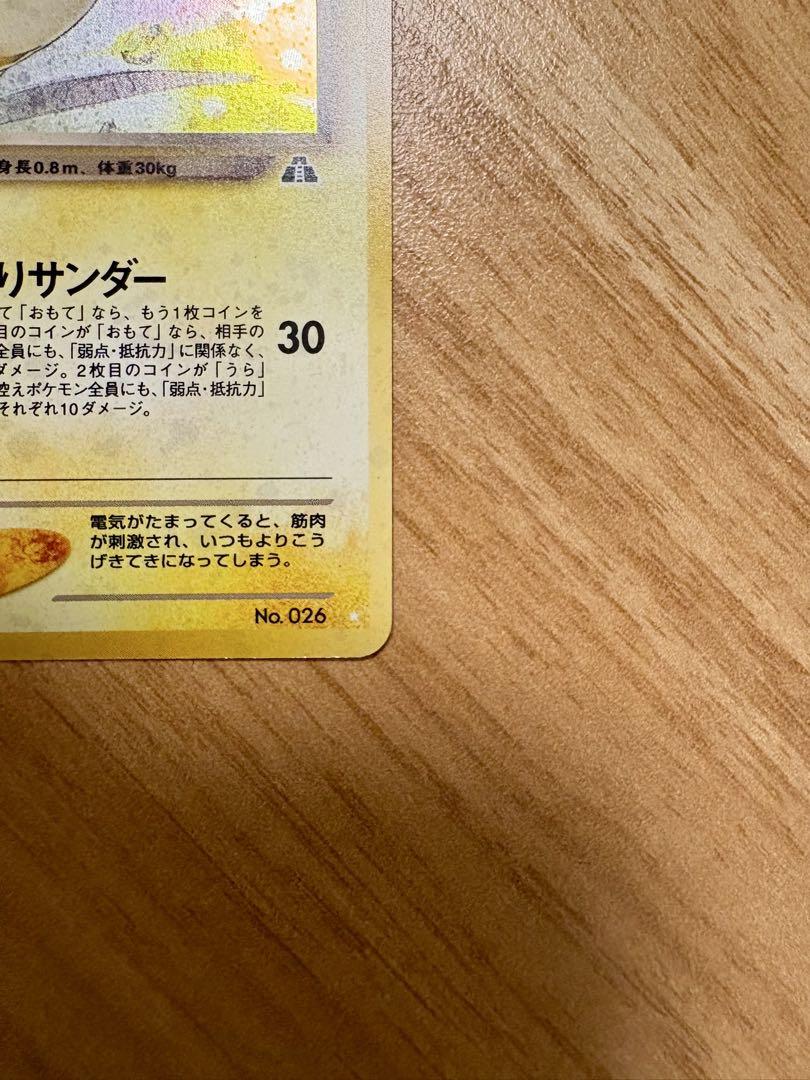 身長0.8m、体重30kg
りサンダー
て「おもて」なら、もう1枚コインを
目のコインが「おもて」なら、相手の
全員にも、「弱点・抵抗力」に関係なく、
ダメージ。2枚目のコインが「うら」
控えポケモン全員にも、「弱点・抵抗力」
それぞれ10ダメージ。
30
電気がたまってくると、筋肉
が刺激され、いつもよりこう
げきてきになってしまう。
No. 026